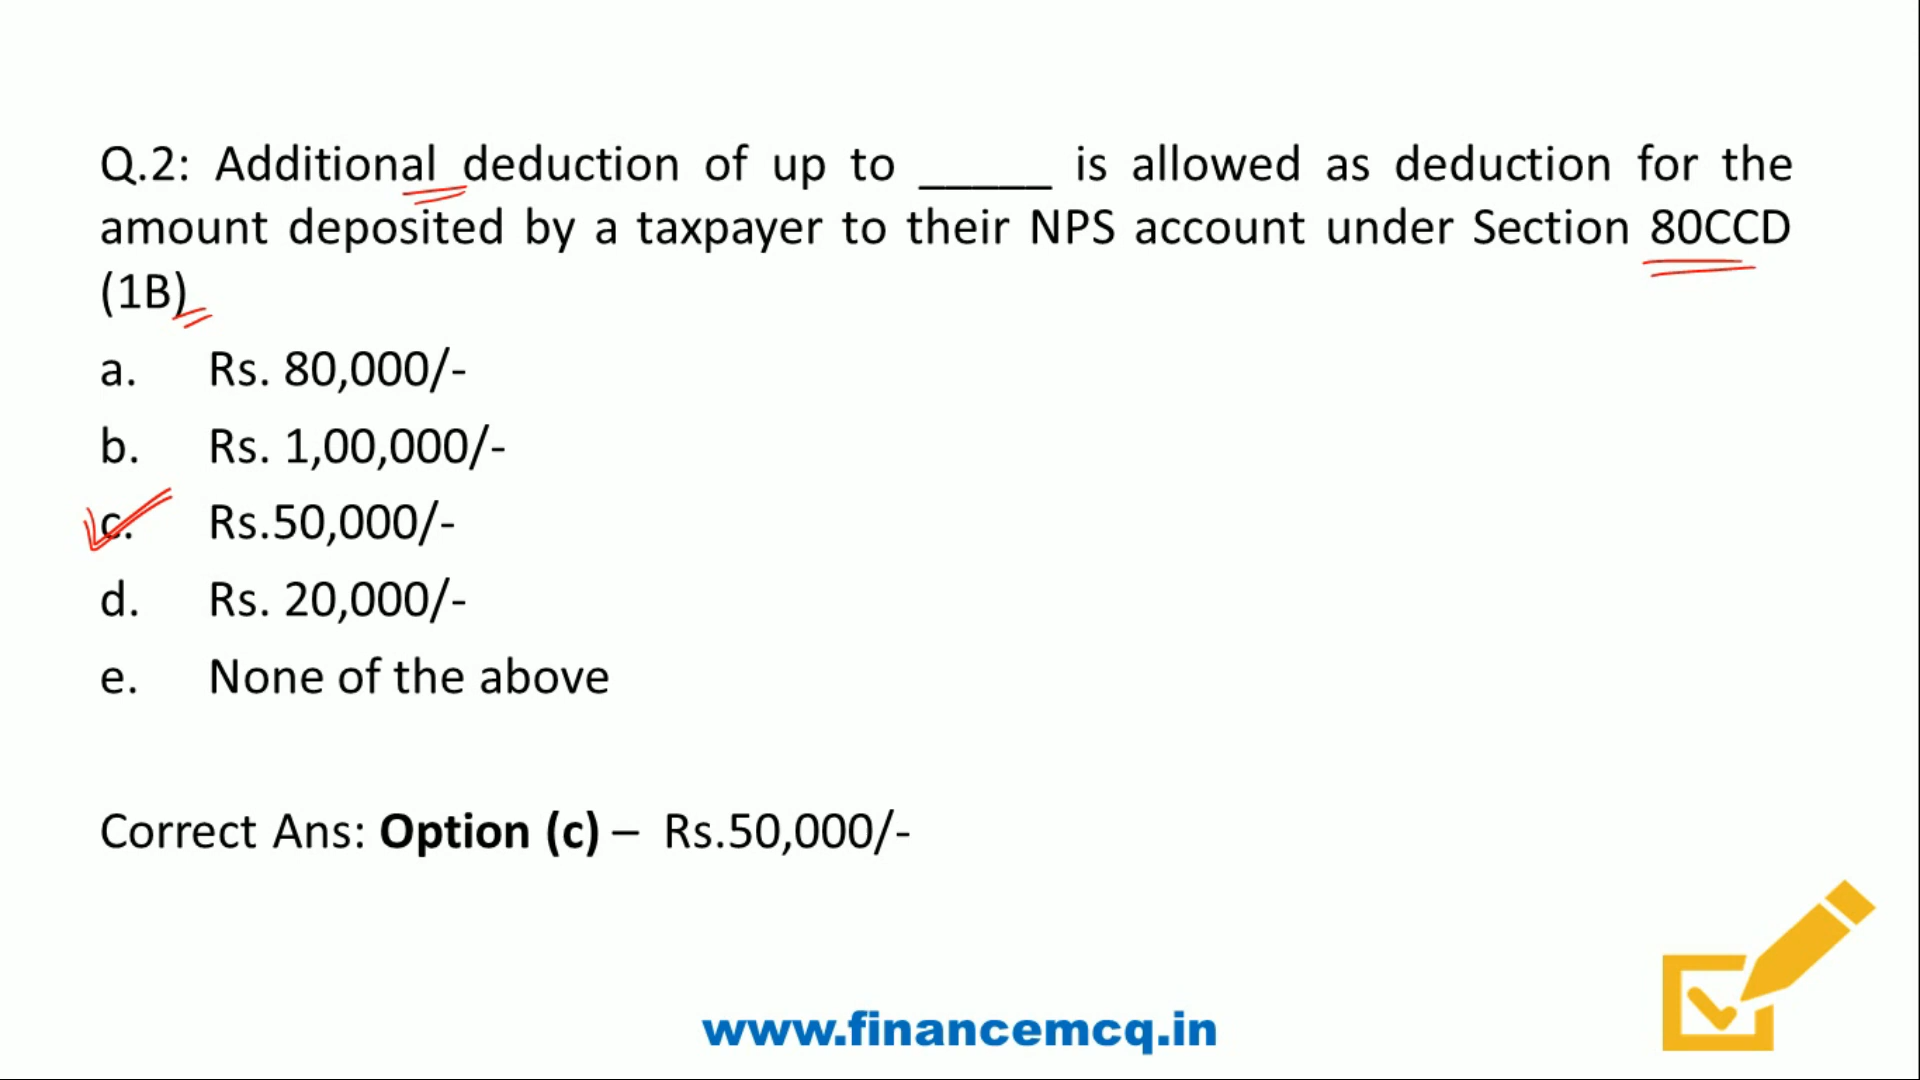 Q.2: Additional deduction of up to _____ is allowed as deduction for the
amount deposited by a taxpayer to their NPS account under Section 80CCD
(1B)
a. Rs. 80,000/-
b. Rs. 1,00,000/-
c. Rs.50,000/-
d. Rs. 20,000/-
e. None of the above
Correct Ans: Option (c) – Rs.50,000/-
www.financemcq.in